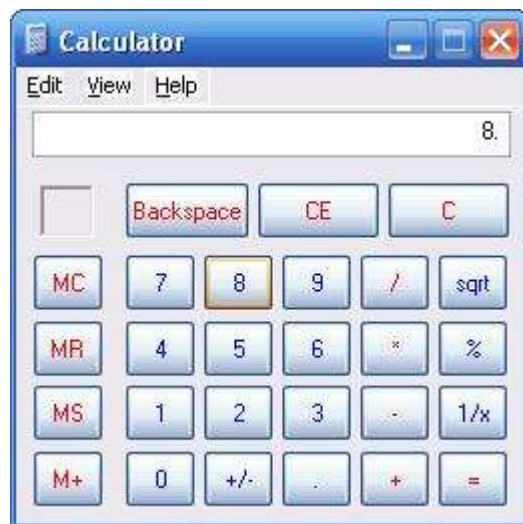 Calculator
Edit View Help
8.
Backspace CE C
MC 7 8 9 / sqrt
MR 4 5 6 * %
MS 1 2 3 - 1/x
M+ 0 +/- . + =